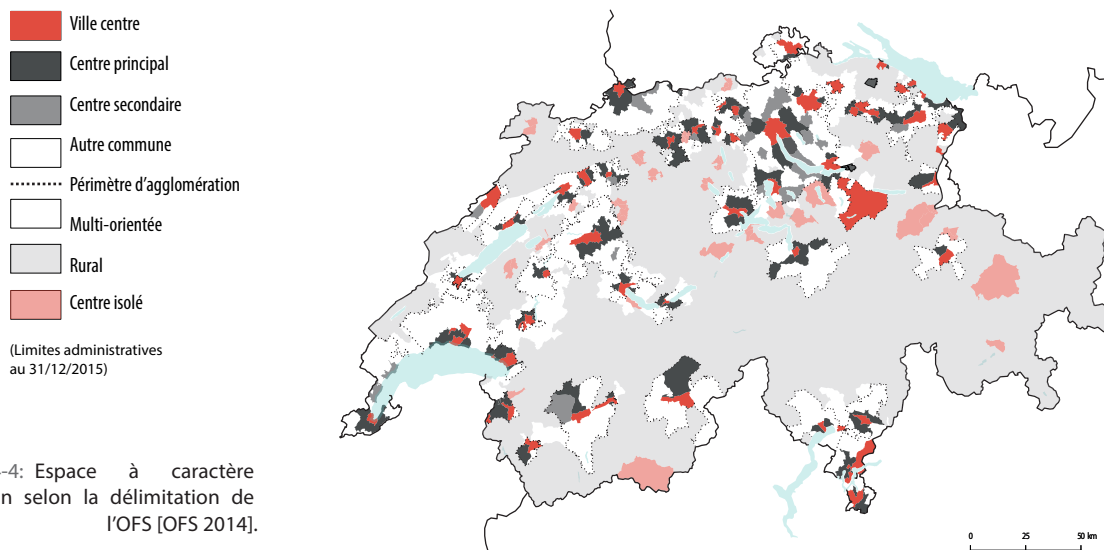 Ville centre
Centre principal
Centre secondaire
Autre commune
Périmètre d'agglomération
Multi-orientée
Rural
Centre isolé
(Limites administratives
au 31/12/2015)
-4: Espace à caractère
n selon la délimitation de
l'OFS [OFS 2014].
0 25 50 km